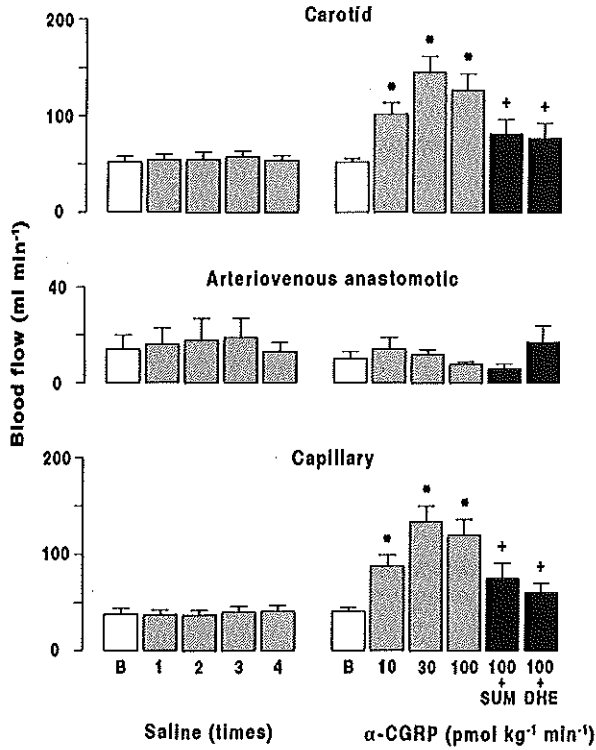 Carotid
200
100
0
* * * + +
Arteriovenous anastomotic
40
0
Blood flow (ml min⁻¹)
Capillary
200
100
0
* * * + +
B 1 2 3 4 B 10 30 100 100 100
+ +
SUM DHE
Saline (times) α-CGRP (pmol kg⁻¹ min⁻¹)